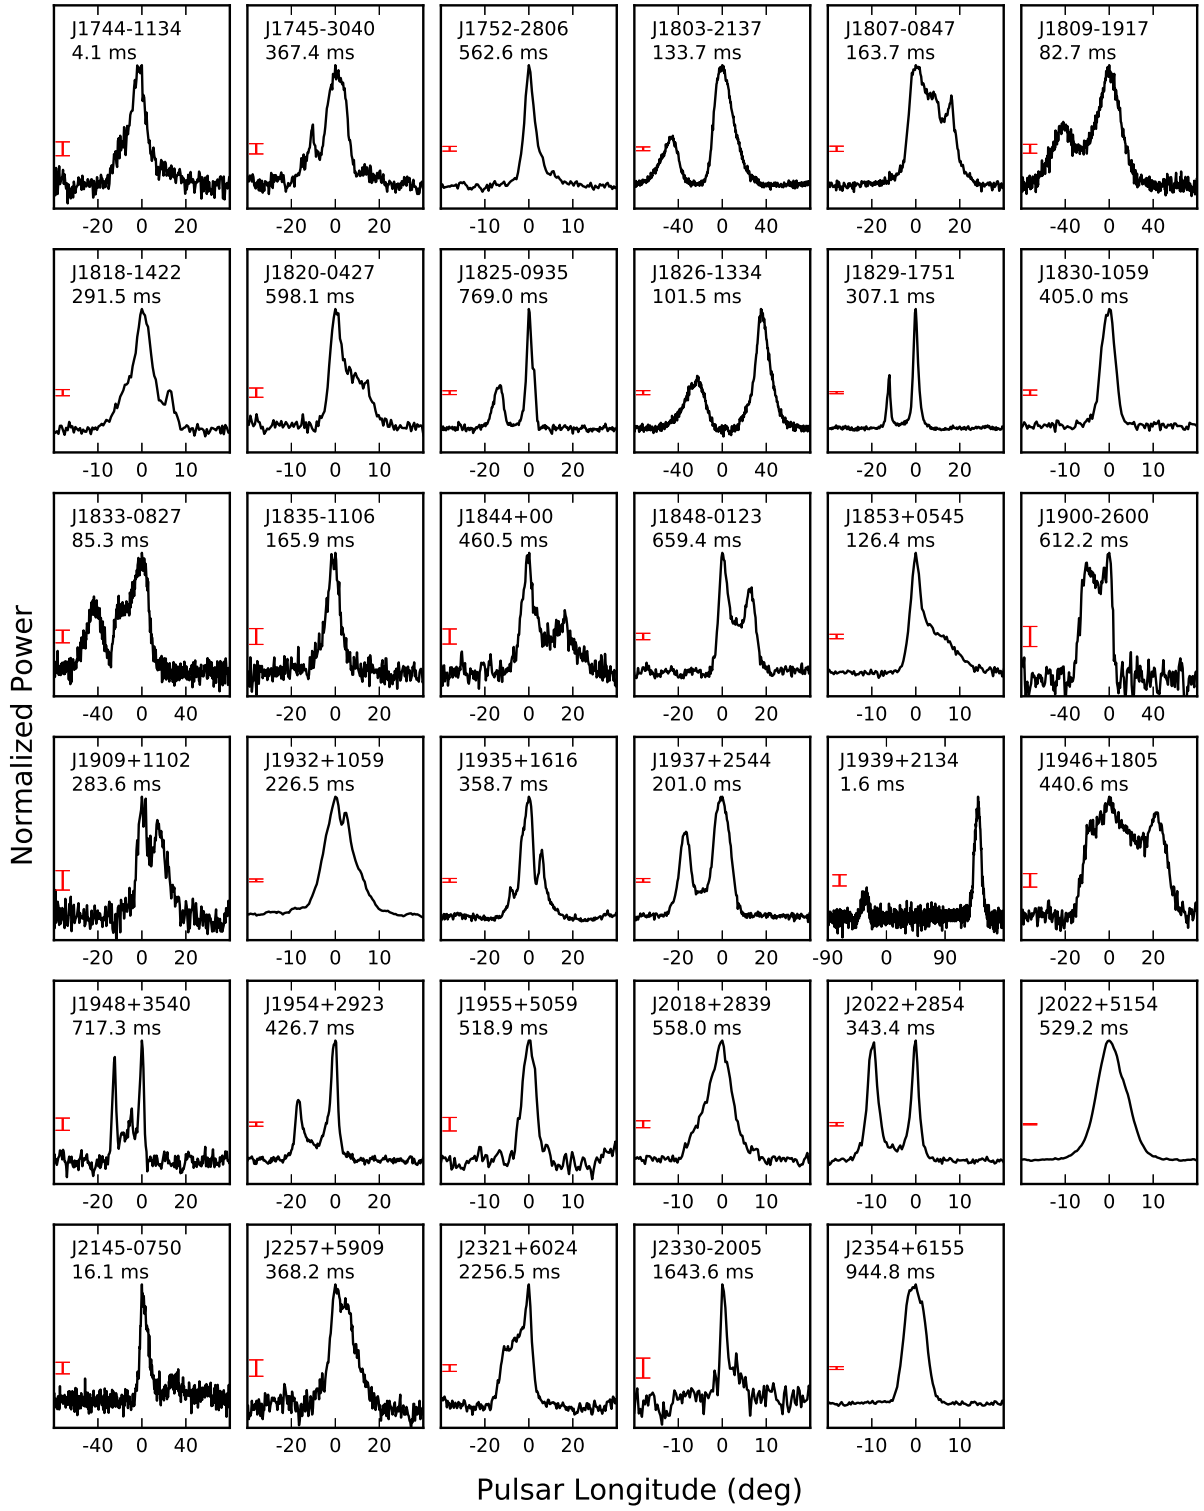 J1744-1134
4.1 ms
-20 0 20
J1745-3040
367.4 ms
-20 0 20
J1752-2806
562.6 ms
-10 0 10
J1803-2137
133.7 ms
-40 0 40
J1807-0847
163.7 ms
-20 0 20
J1809-1917
82.7 ms
-40 0 40
J1818-1422
291.5 ms
-10 0 10
J1820-0427
598.1 ms
-10 0 10
J1825-0935
769.0 ms
-20 0 20
J1826-1334
101.5 ms
-40 0 40
J1829-1751
307.1 ms
-20 0 20
J1830-1059
405.0 ms
-10 0 10
J1833-0827
85.3 ms
-40 0 40
J1835-1106
165.9 ms
-20 0 20
J1844+00
460.5 ms
-20 0 20
J1848-0123
659.4 ms
-20 0 20
J1853+0545
126.4 ms
-10 0 10
J1900-2600
612.2 ms
-40 0 40
J1909+1102
283.6 ms
-20 0 20
J1932+1059
226.5 ms
-10 0 10
J1935+1616
358.7 ms
-20 0 20
J1937+2544
201.0 ms
-20 0 20
J1939+2134
1.6 ms
-90 0 90
J1946+1805
440.6 ms
-20 0 20
J1948+3540
717.3 ms
-20 0 20
J1954+2923
426.7 ms
-20 0 20
J1955+5059
518.9 ms
-20 0 20
J2018+2839
558.0 ms
-10 0 10
J2022+2854
343.4 ms
-10 0 10
J2022+5154
529.2 ms
-10 0 10
J2145-0750
16.1 ms
-40 0 40
J2257+5909
368.2 ms
-20 0 20
J2321+6024
2256.5 ms
-20 0 20
J2330-2005
1643.6 ms
-20 0 20
J2354+6155
944.8 ms
-10 0 10
Normalized Power
Pulsar Longitude (deg)